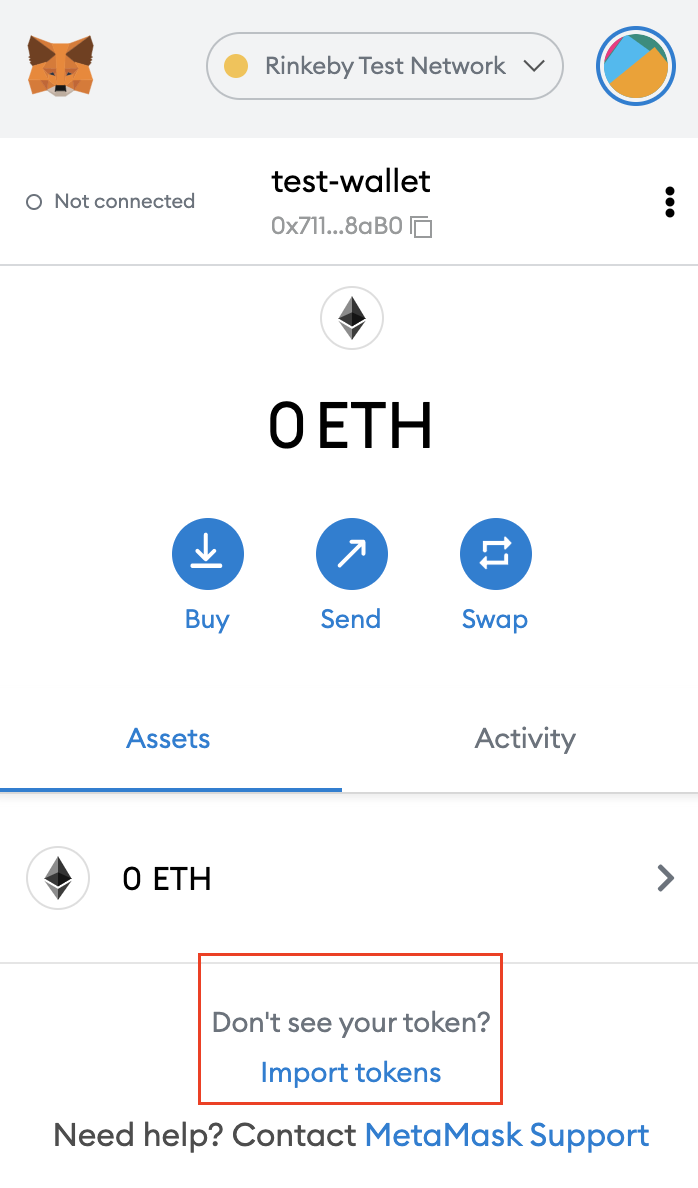 Rinkeby Test Network
Not connected
test-wallet
0x711...8aB0
0 ETH
Buy
Send
Swap
Assets
Activity
0 ETH
Don't see your token?
Import tokens
Need help? Contact MetaMask Support